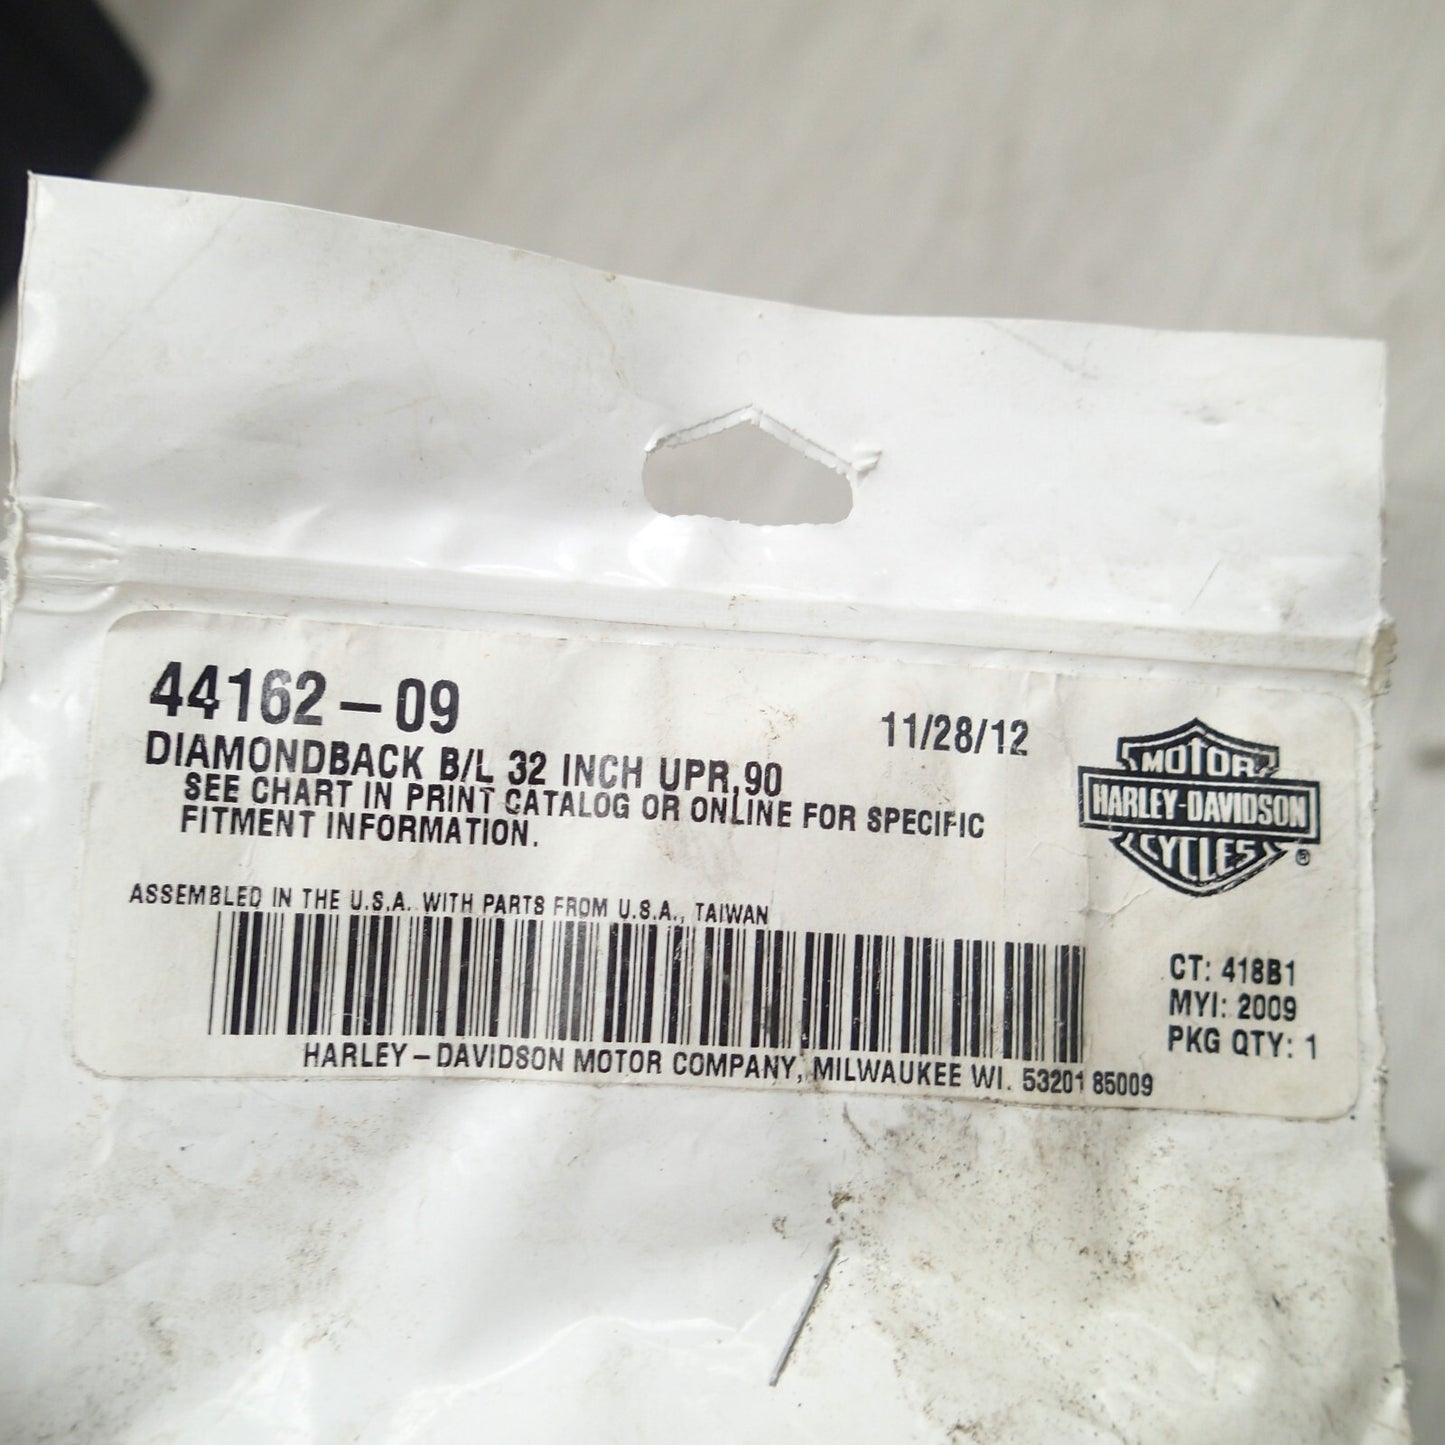 44162-09
11/28/12
DIAMONDBACK B/L 32 INCH UPR,90
SEE CHART IN PRINT CATALOG OR ONLINE FOR SPECIFIC
FITMENT INFORMATION.
MOTOR
HARLEY-DAVIDSON
CYCLES
®
ASSEMBLED IN THE U.S.A. WITH PARTS FROM U.S.A., TAIWAN
CT: 418B1
MYI: 2009
PKG QTY: 1
HARLEY-DAVIDSON MOTOR COMPANY, MILWAUKEE WI. 53201 85009